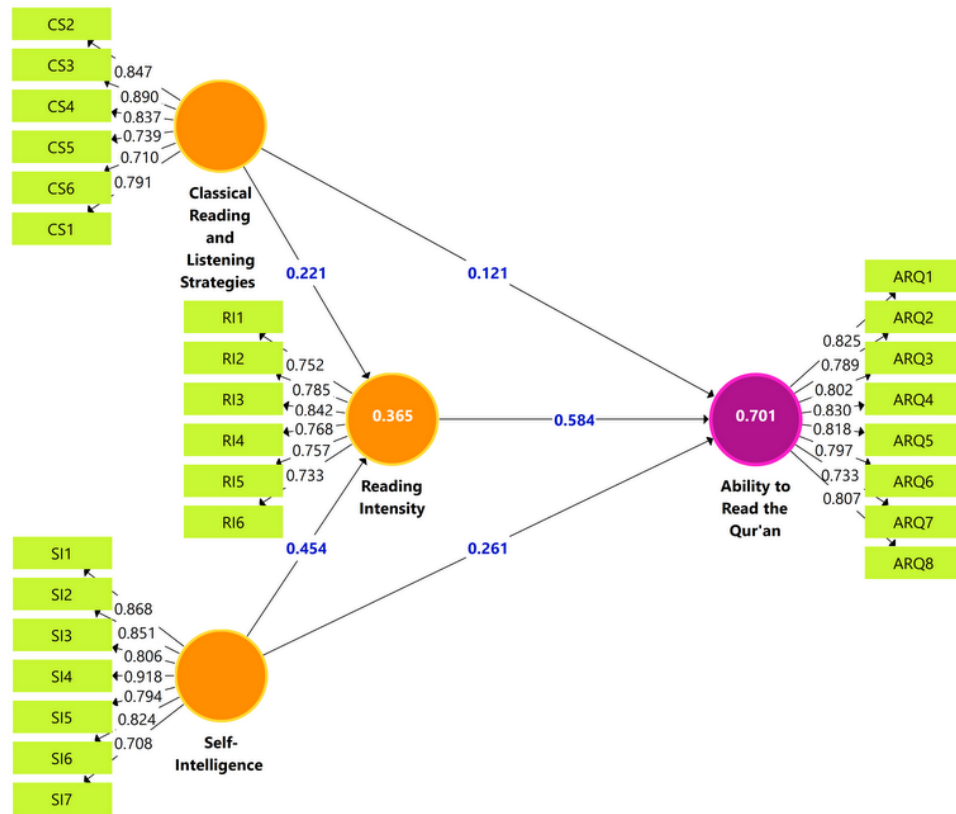 CS2
CS3
CS4
CS5
CS6
CS1
0.847
0.890
0.837
0.739
0.710
0.791
Classical
Reading
and
Listening
Strategies
0.221
0.121
RI1
RI2
RI3
RI4
RI5
RI6
0.752
0.785
0.842
0.768
0.757
0.733
0.365
Reading
Intensity
0.584
0.701
Ability to
Read the
Qur'an
0.825
0.789
0.802
0.830
0.818
0.797
0.733
0.807
ARQ1
ARQ2
ARQ3
ARQ4
ARQ5
ARQ6
ARQ7
ARQ8
0.454
0.261
SI1
SI2
SI3
SI4
SI5
SI6
SI7
0.868
0.851
0.806
0.918
0.794
0.824
0.708
Self-
Intelligence